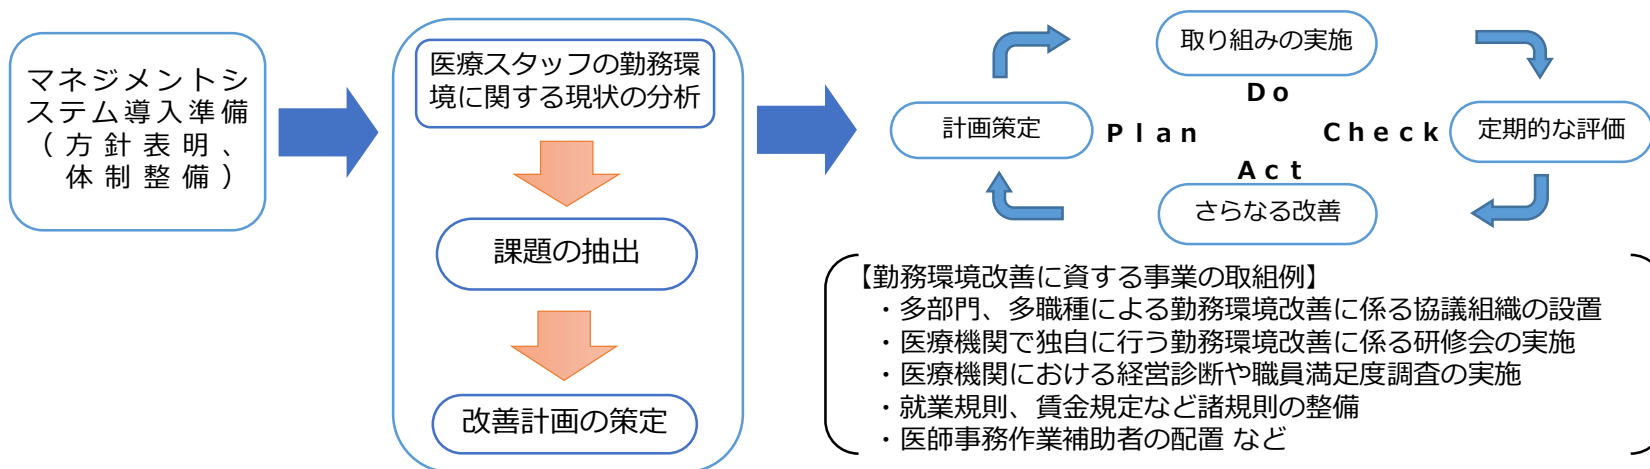 マネジメントシ
ステム導入準備
（方針表明、
体制整備）
医療スタッフの勤務環
境に関する現状の分析
課題の抽出
改善計画の策定
取り組みの実施
Do
計画策定
Plan
Check
定期的な評価
Act
さらなる改善
【勤務環境改善に資する事業の取組例】
・多部門、多職種による勤務環境改善に係る協議組織の設置
・医療機関で独自に行う勤務環境改善に係る研修会の実施
・医療機関における経営診断や職員満足度調査の実施
・就業規則、賃金規定など諸規則の整備
・医師事務作業補助者の配置 など